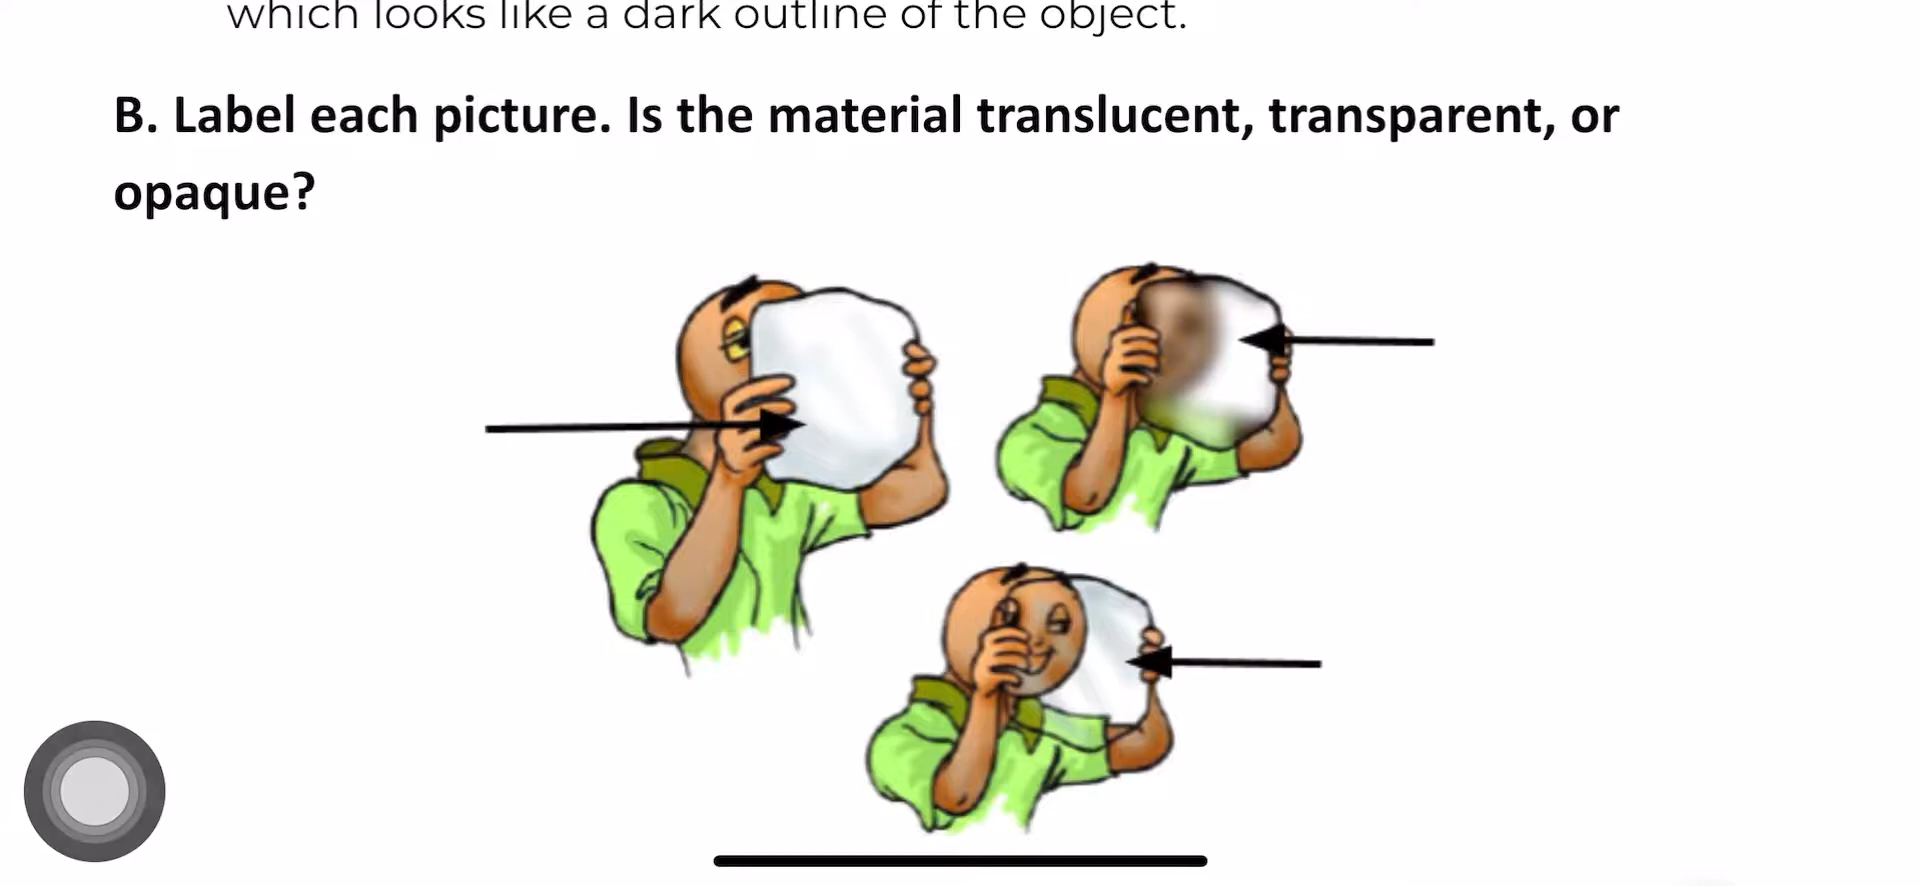 which looks like a dark outline of the object.
B. Label each picture. Is the material translucent, transparent, or
opaque?